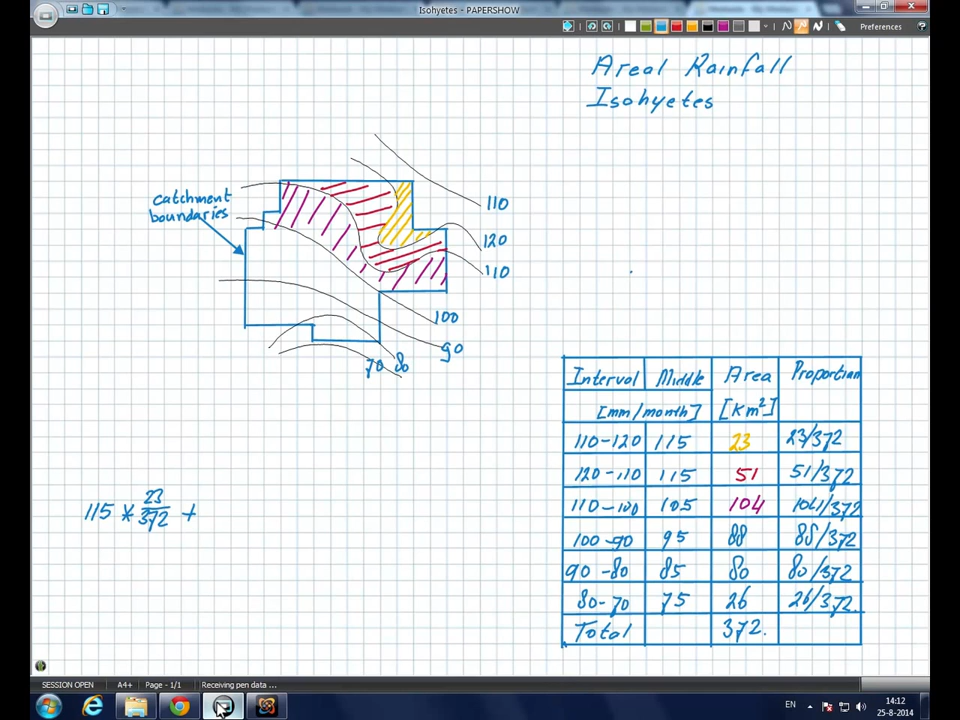 Isohyetes - PAPERSHOW
Preferences
Areal Rainfall
Isohyetes
catchment
boundaries
110
120
110
100
90
70 80
Interval Middle Area Proportion
[mm/month] [Km²]
110-120 115 23 23/372
120-110 115 51 51/372
110-100 105 104 104/372
100-90 95 88 88/372
90-80 85 80 80/372
80-70 75 26 26/372.
Total 372.
115 * 23/372 +
SESSION OPEN A4+ Page - 1/1 Receiving pen data ...
EN 14:12
25-8-2014